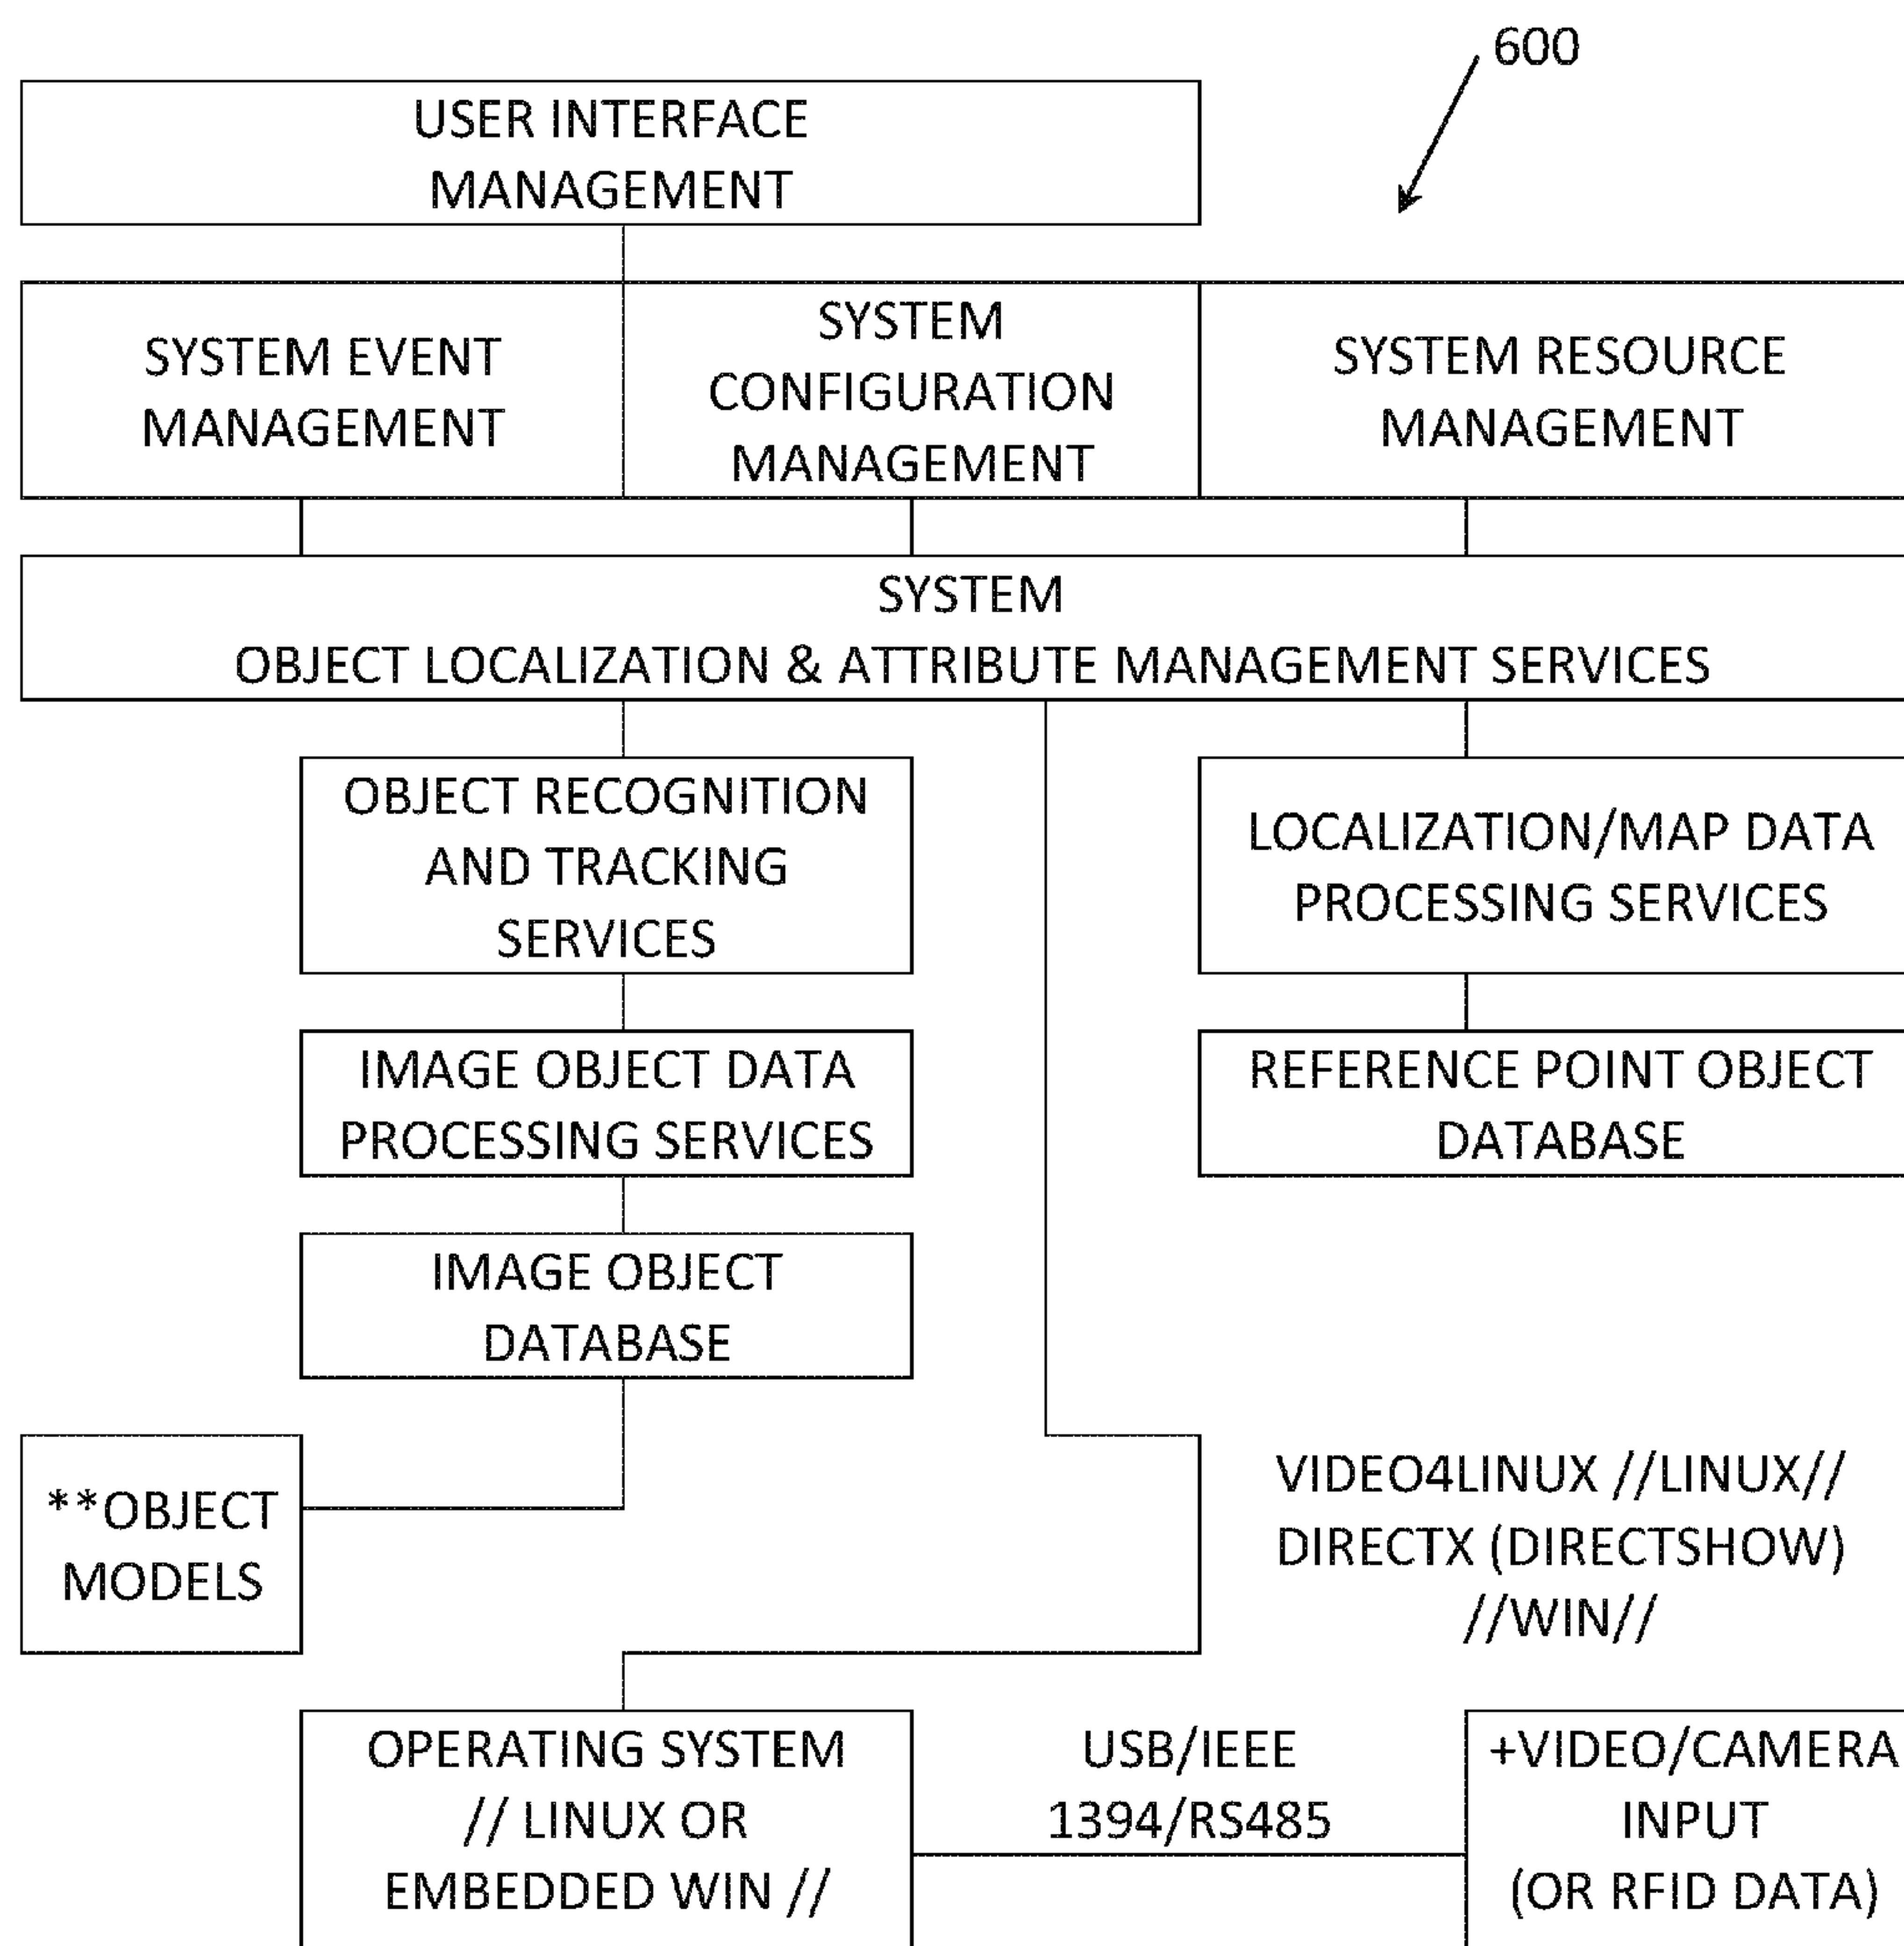 600
USER INTERFACE
MANAGEMENT
SYSTEM EVENT
MANAGEMENT
SYSTEM
CONFIGURATION
MANAGEMENT
SYSTEM RESOURCE
MANAGEMENT
SYSTEM
OBJECT LOCALIZATION & ATTRIBUTE MANAGEMENT SERVICES
OBJECT RECOGNITION
AND TRACKING
SERVICES
LOCALIZATION/MAP DATA
PROCESSING SERVICES
IMAGE OBJECT DATA
PROCESSING SERVICES
REFERENCE POINT OBJECT
DATABASE
IMAGE OBJECT
DATABASE
**OBJECT
MODELS
VIDEO4LINUX //LINUX//
DIRECTX (DIRECTSHOW)
//WIN//
OPERATING SYSTEM
// LINUX OR
EMBEDDED WIN //
USB/IEEE
1394/RS485
+VIDEO/CAMERA
INPUT
(OR RFID DATA)